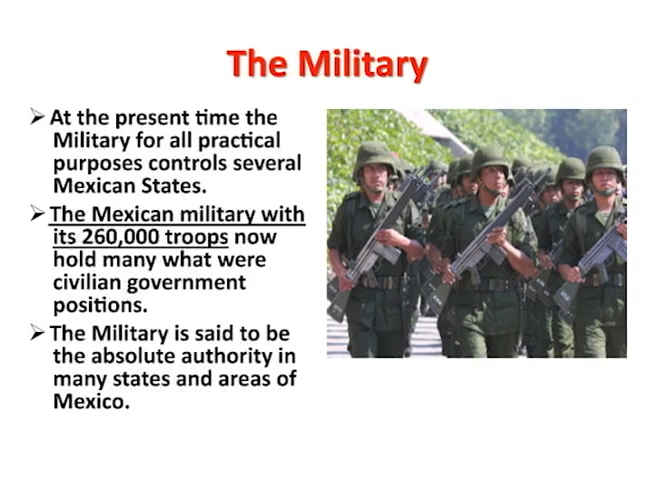 The Military
➢ At the present time the
Military for all practical
purposes controls several
Mexican States.
➢ The Mexican military with
its 260,000 troops now
hold many what were
civilian government
positions.
➢ The Military is said to be
the absolute authority in
many states and areas of
Mexico.